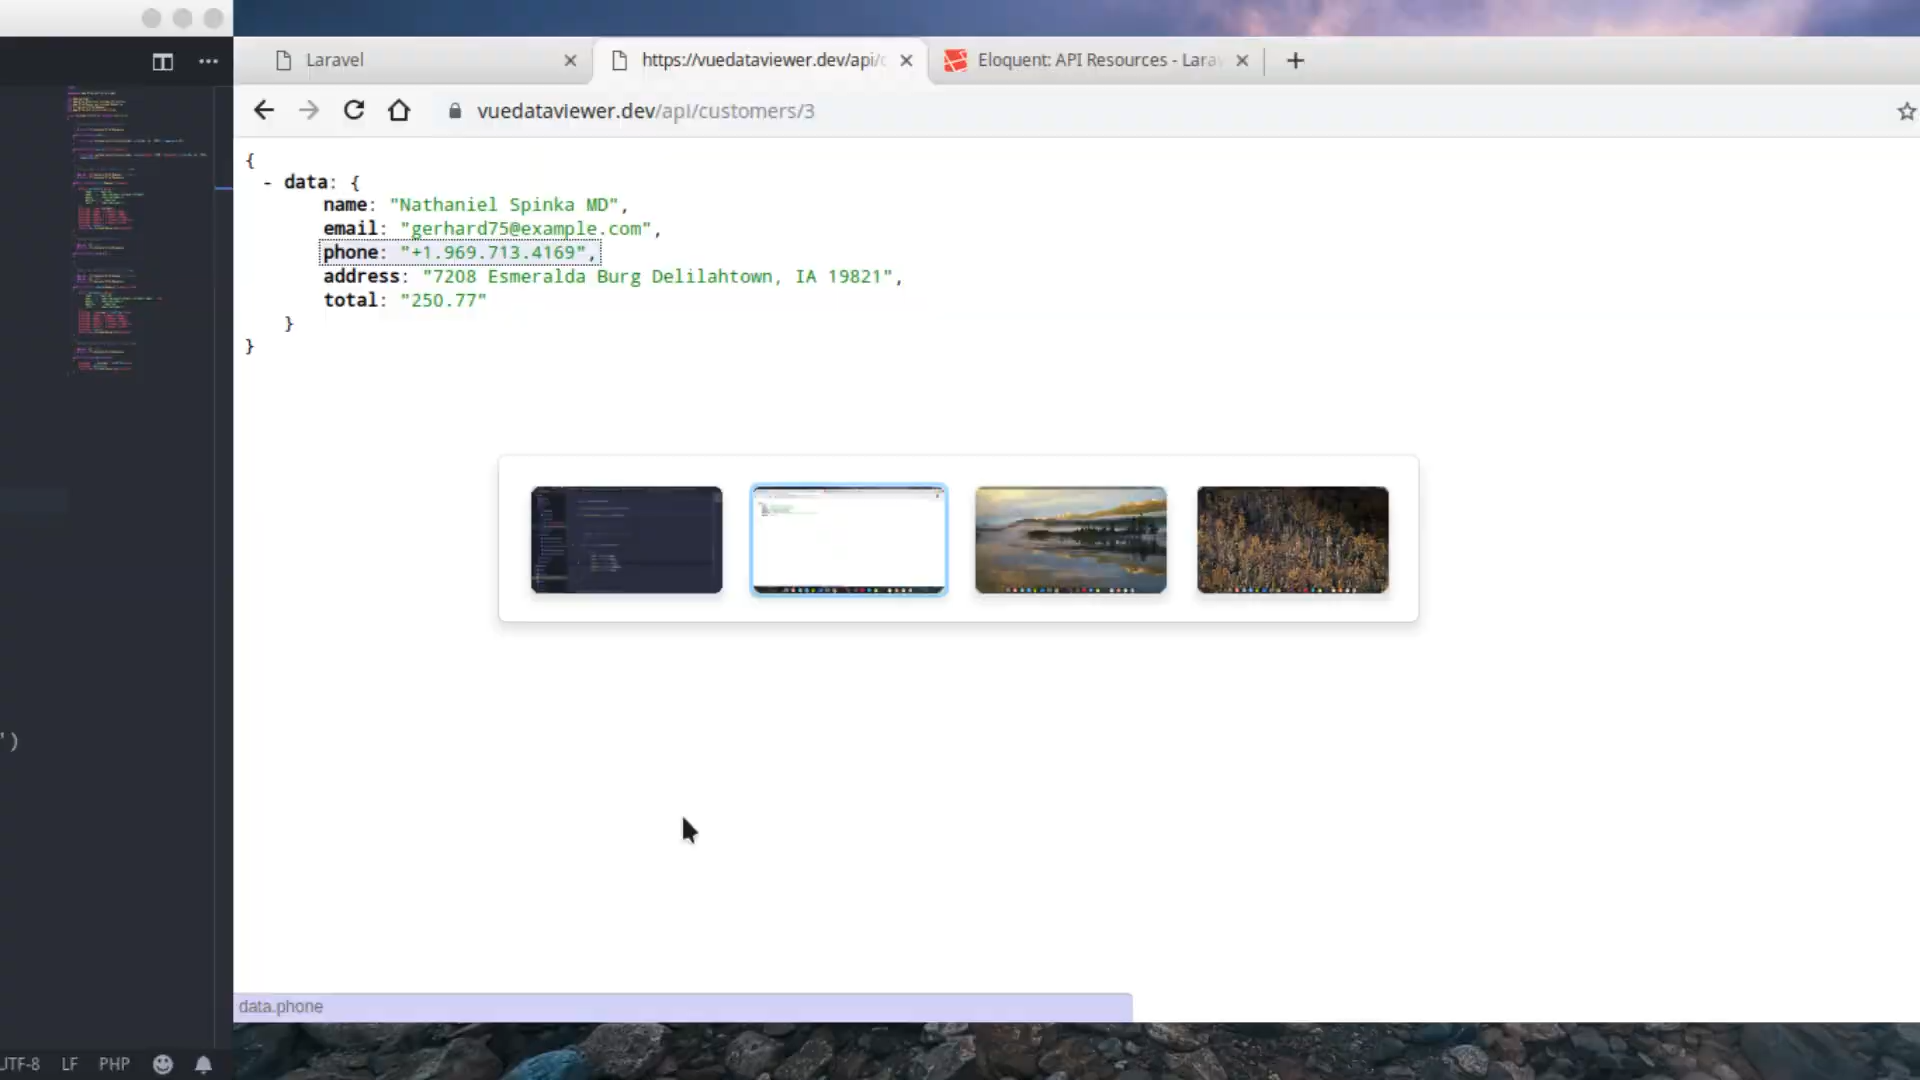 Laravel
https://vuedataviewer.dev/api/c
Eloquent: API Resources - Larav
vuedataviewer.dev/api/customers/3
{
- data: {
name: "Nathaniel Spinka MD",
email: "gerhard75@example.com",
phone: "+1.969.713.4169",
address: "7208 Esmeralda Burg Delilahtown, IA 19821",
total: "250.77"
}
}
')
data.phone
UTF-8 LF PHP